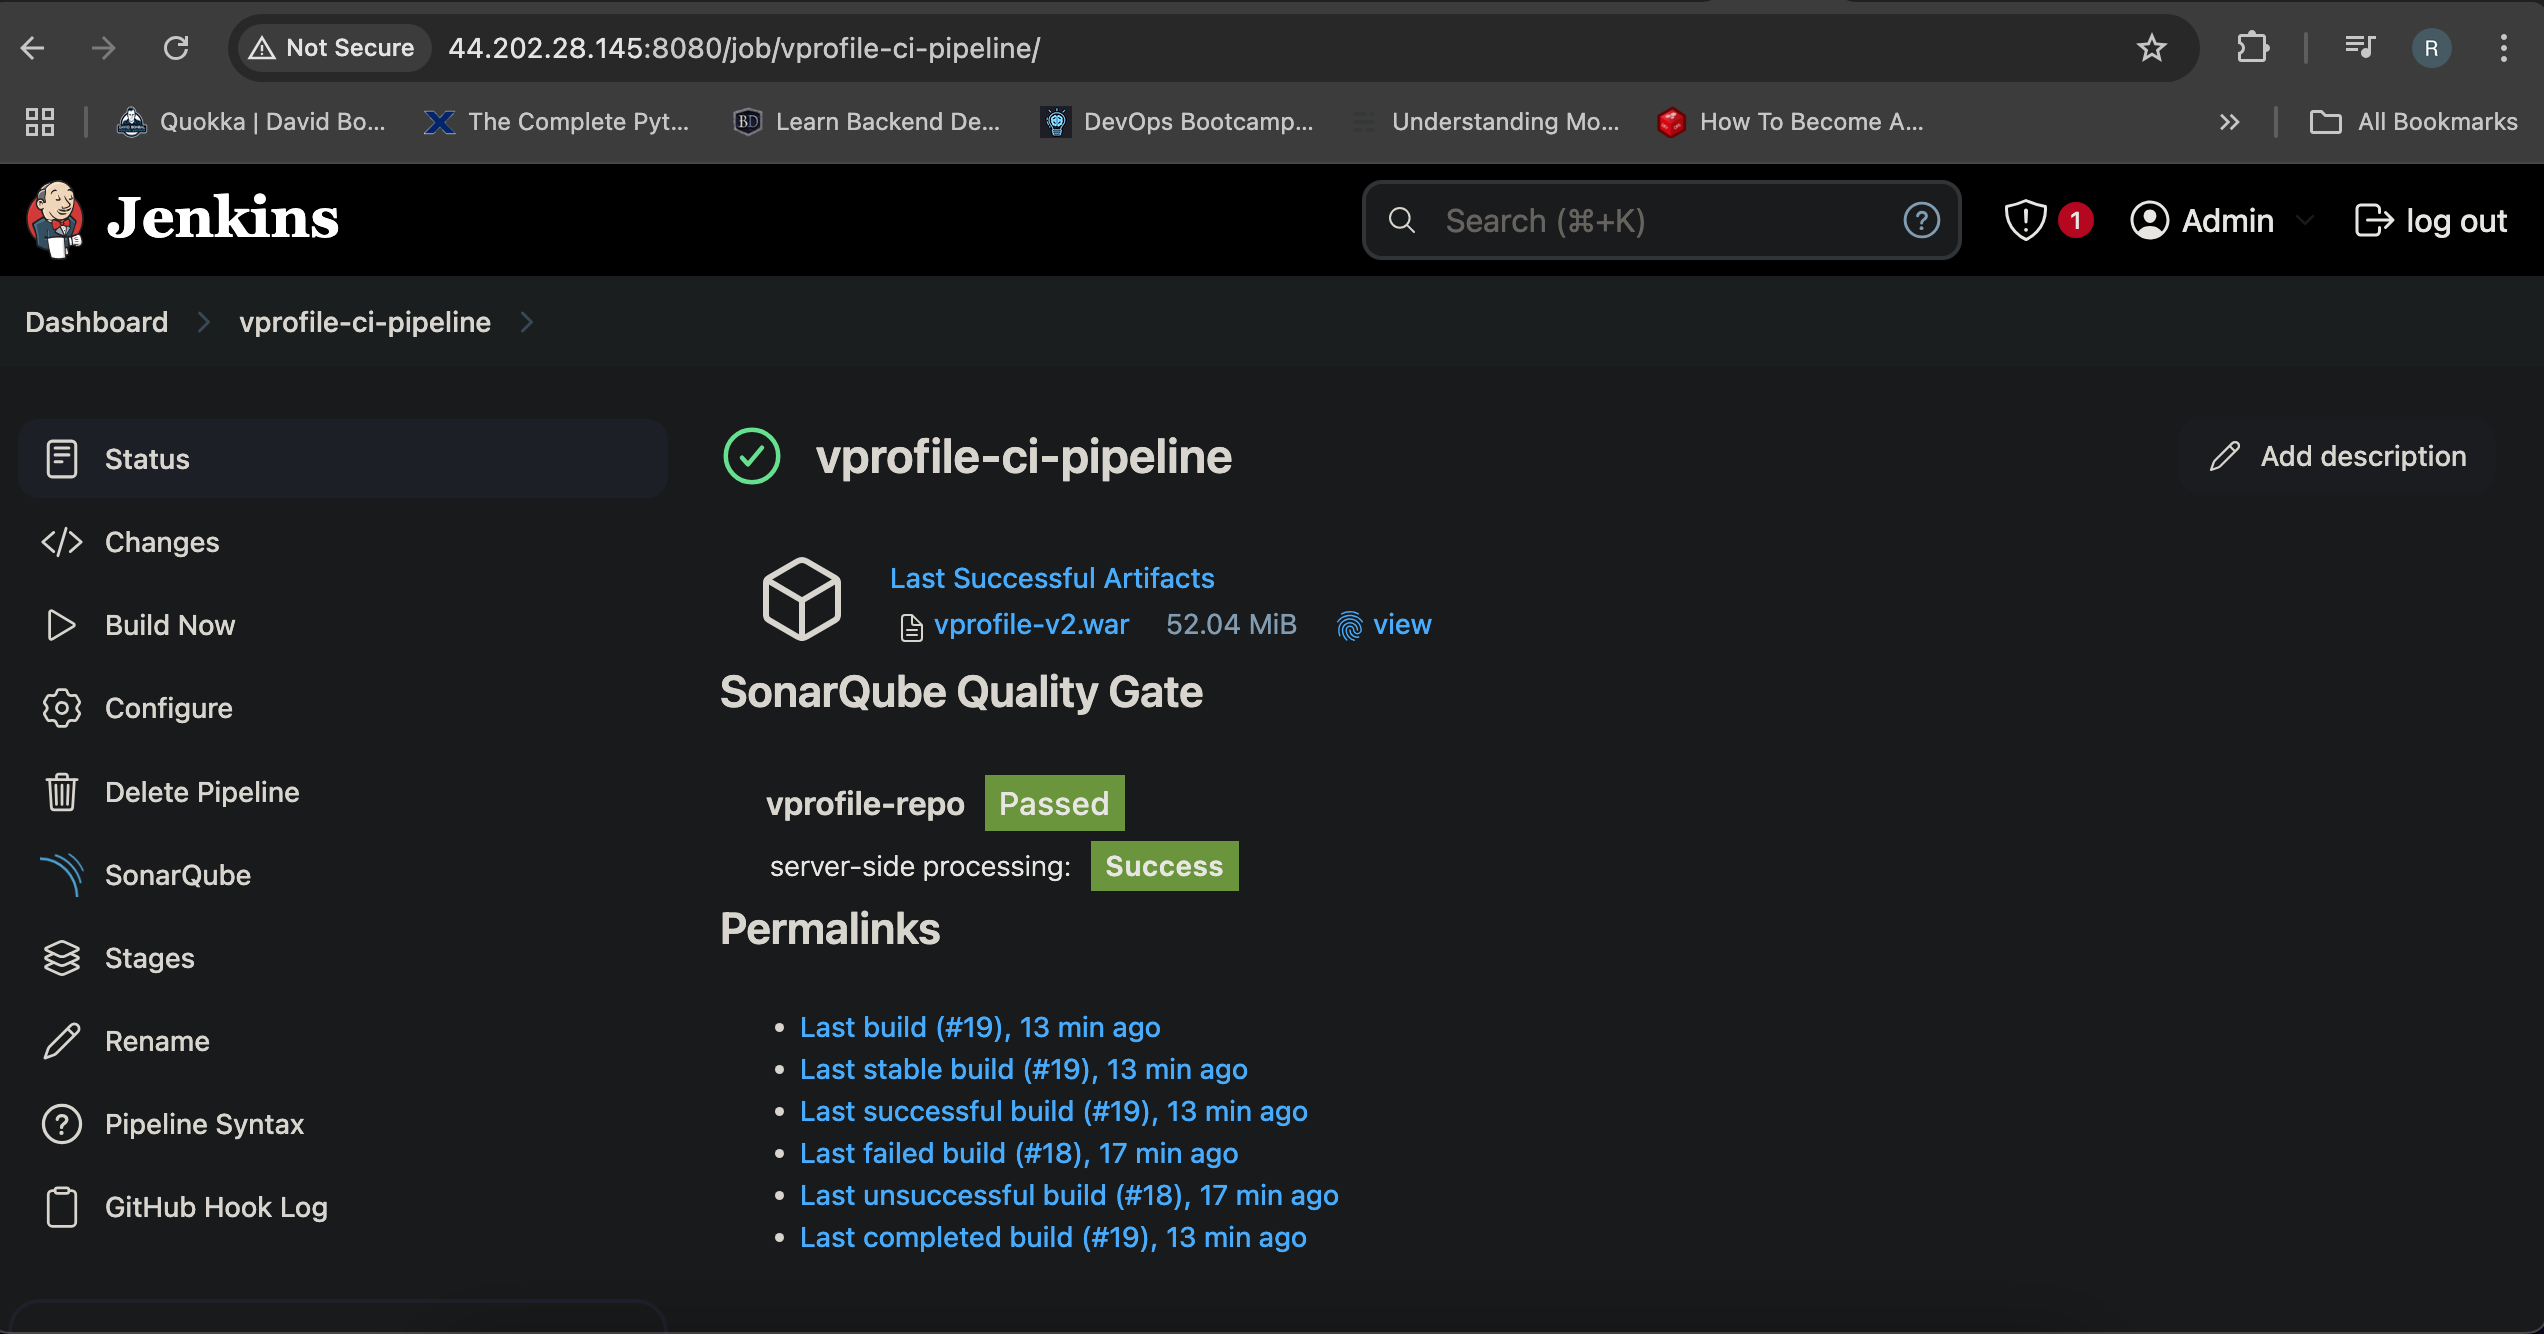 Not Secure 44.202.28.145:8080/job/vprofile-ci-pipeline/ R
Quokka | David Bo... The Complete Pyt... BD Learn Backend De... DevOps Bootcamp... Understanding Mo... How To Become A... All Bookmarks
Jenkins Search (⌘+K) ? 1 Admin log out
Dashboard vprofile-ci-pipeline
Status
Changes
Build Now
Configure
Delete Pipeline
SonarQube
Stages
Rename
Pipeline Syntax
GitHub Hook Log
vprofile-ci-pipeline Add description
Last Successful Artifacts
vprofile-v2.war 52.04 MiB view
SonarQube Quality Gate
vprofile-repo Passed
server-side processing: Success
Permalinks
• Last build (#19), 13 min ago
• Last stable build (#19), 13 min ago
• Last successful build (#19), 13 min ago
• Last failed build (#18), 17 min ago
• Last unsuccessful build (#18), 17 min ago
• Last completed build (#19), 13 min ago